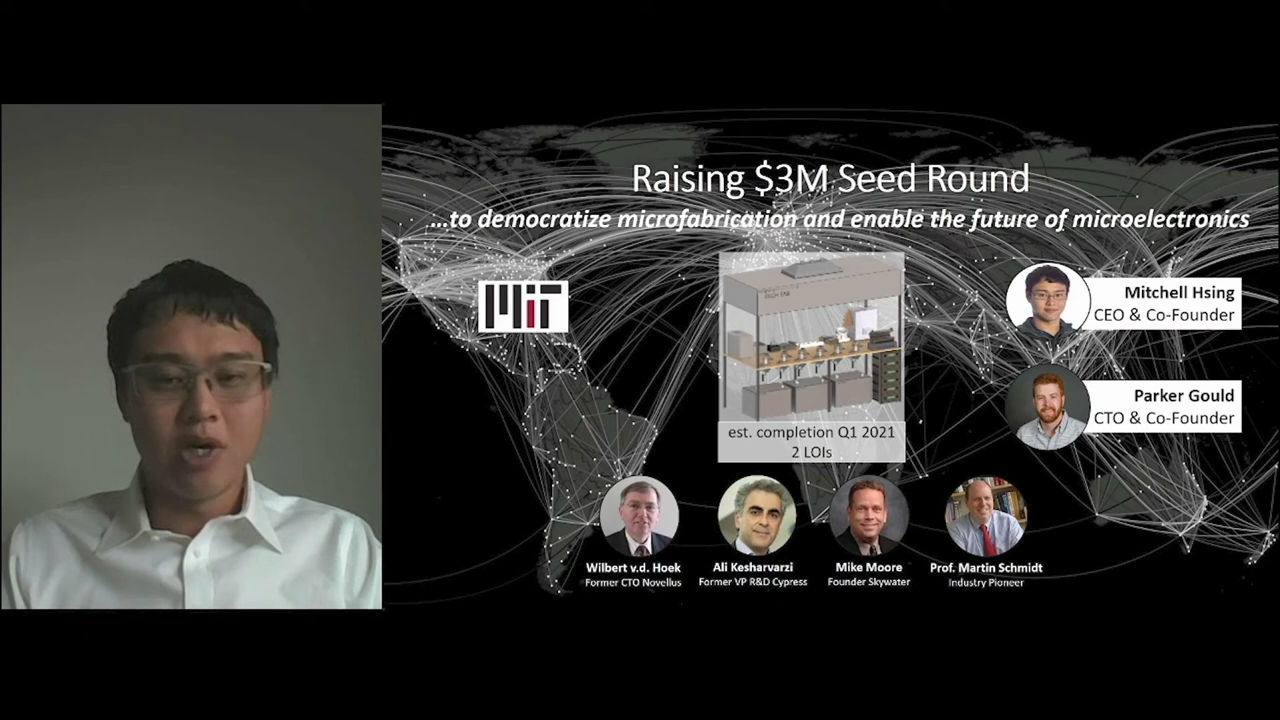 Raising $3M Seed Round
...to democratize microfabrication and enable the future of microelectronics
MIT
est. completion Q1 2021
2 LOIs
Mitchell Hsing
CEO & Co-Founder
Parker Gould
CTO & Co-Founder
Wilbert v.d. Hoek
Former CTO Novellus
Ali Kesharvarzi
Former VP R&D Cypress
Mike Moore
Founder Skywater
Prof. Martin Schmidt
Industry Pioneer